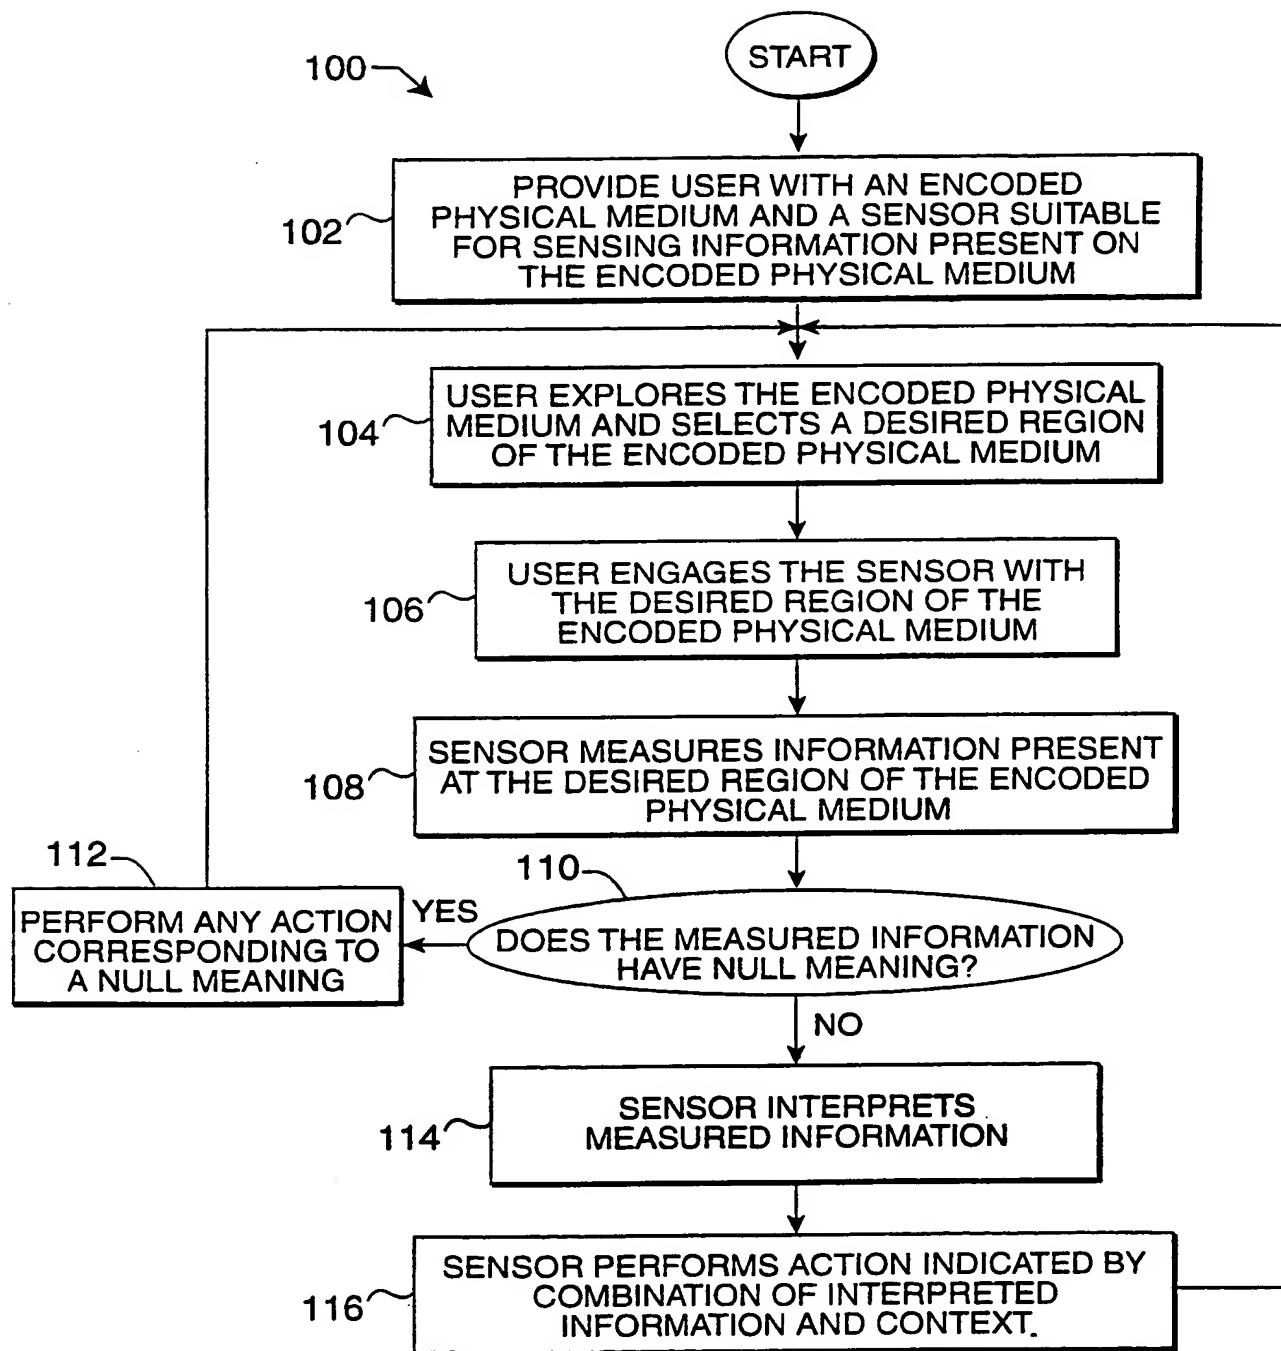 START
100
PROVIDE USER WITH AN ENCODED
PHYSICAL MEDIUM AND A SENSOR SUITABLE
FOR SENSING INFORMATION PRESENT ON
THE ENCODED PHYSICAL MEDIUM
102
USER EXPLORES THE ENCODED PHYSICAL
MEDIUM AND SELECTS A DESIRED REGION
OF THE ENCODED PHYSICAL MEDIUM
104
USER ENGAGES THE SENSOR WITH
THE DESIRED REGION OF THE
ENCODED PHYSICAL MEDIUM
106
SENSOR MEASURES INFORMATION PRESENT
AT THE DESIRED REGION OF THE ENCODED
PHYSICAL MEDIUM
108
110
DOES THE MEASURED INFORMATION
HAVE NULL MEANING?
YES
112
PERFORM ANY ACTION
CORRESPONDING TO
A NULL MEANING
NO
SENSOR INTERPRETS
MEASURED INFORMATION
114
SENSOR PERFORMS ACTION INDICATED BY
COMBINATION OF INTERPRETED
INFORMATION AND CONTEXT.
116